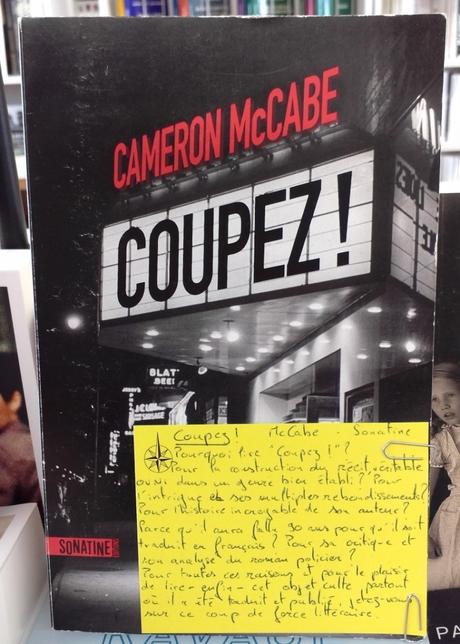 CAMERON McCABE
COUPEZ!
SONATINE
Coupez! McCabe - Sonatine
Pourquoi lire "Coupez!"?
Pour la construction du récit, véritable
ovni dans un genre bien établi? Pour
l'intrigue et ses multiples rebondissements?
Pour l'histoire incroyable de son auteur?
Parce qu'il aura fallu 90 ans pour qu'il soit
traduit en français? Pour sa critique et
son analyse du roman policier?
Pour toutes ces raisons et pour le plaisir
de lire - enfin - cet objet culte partout
où il a été traduit et publié, jetez-vous
sur ce coup de force littéraire.